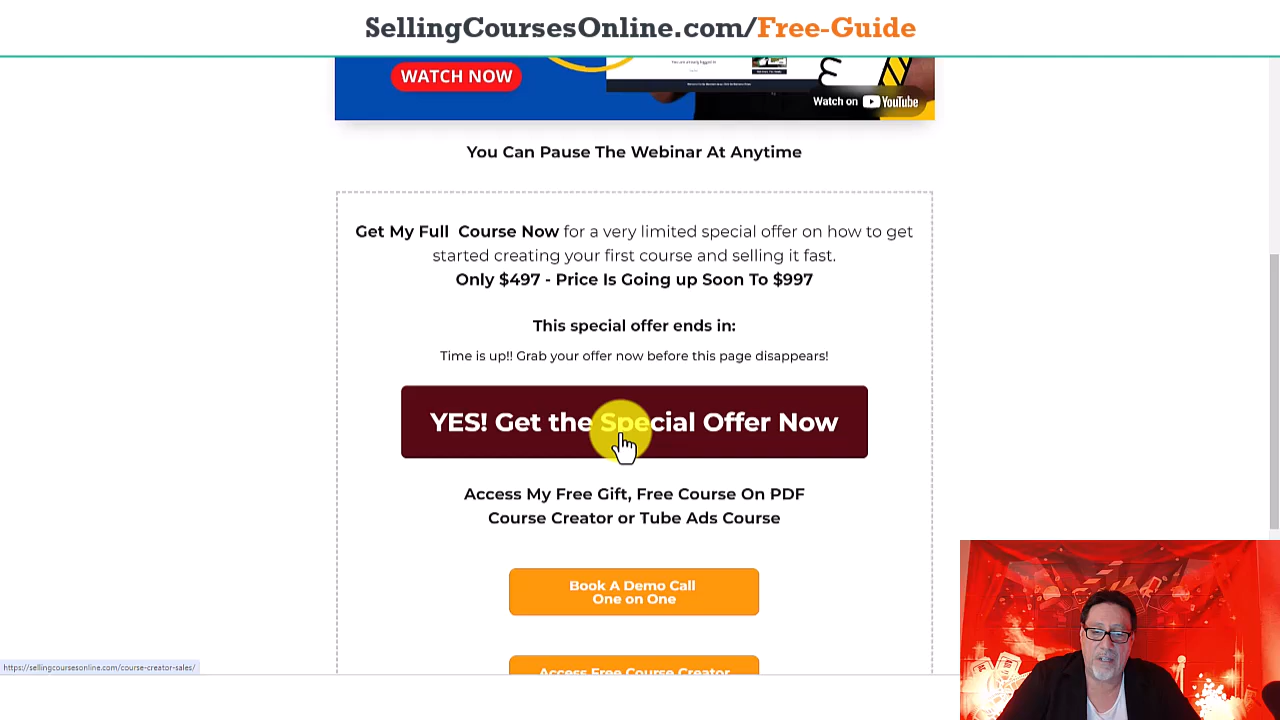 SellingCoursesOnline.com/Free-Guide
WATCH NOW
Watch on YouTube
You Can Pause The Webinar At Anytime
Get My Full Course Now for a very limited special offer on how to get
started creating your first course and selling it fast.
Only $497 - Price Is Going up Soon To $997
This special offer ends in:
Time is up!! Grab your offer now before this page disappears!
YES! Get the Special Offer Now
Access My Free Gift, Free Course On PDF
Course Creator or Tube Ads Course
Book A Demo Call
One on One
Access Free Course Creator
https://sellingcoursesonline.com/course-creator-sales/